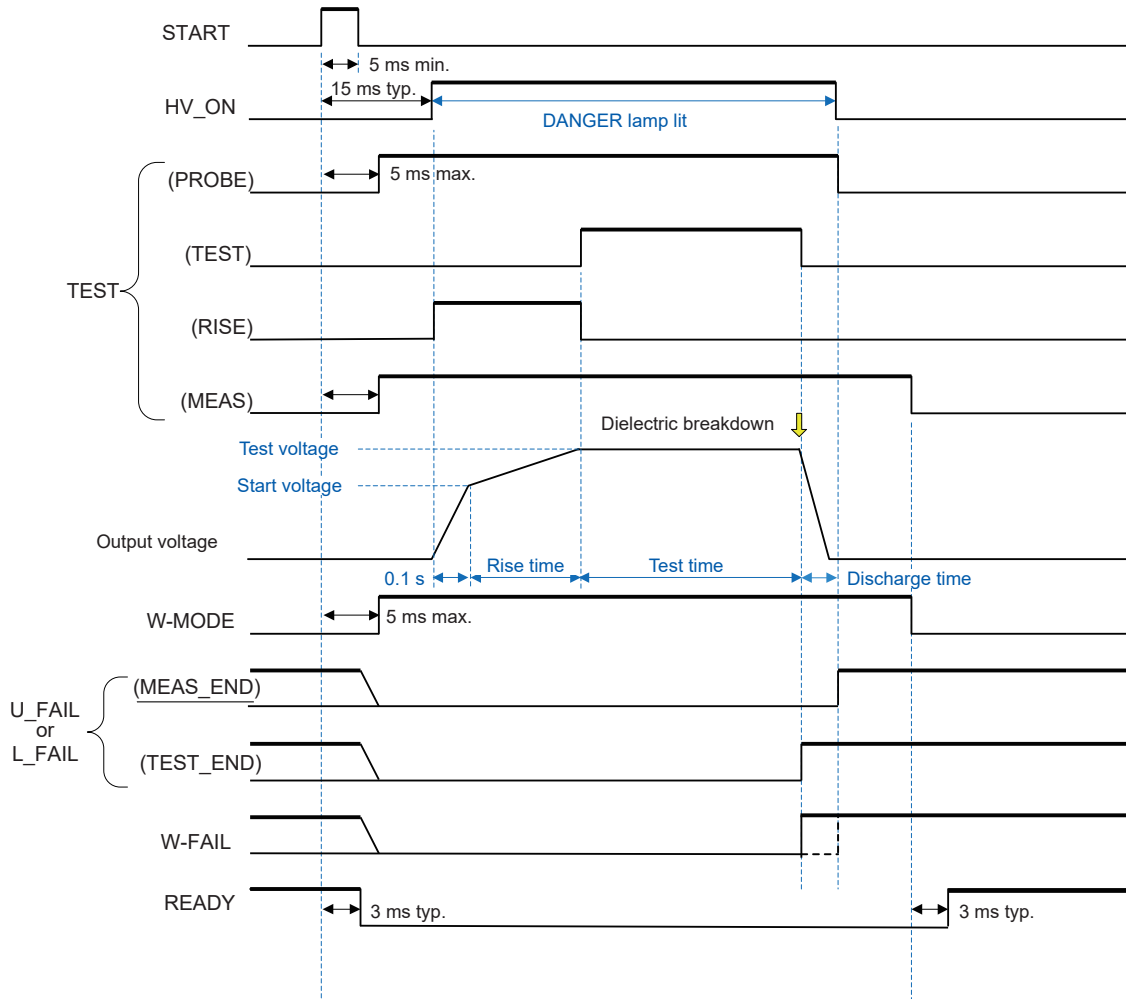 START
5 ms min.
15 ms typ.
HV_ON
DANGER lamp lit
(PROBE)
5 ms max.
(TEST)
TEST
(RISE)
(MEAS)
Dielectric breakdown
Test voltage
Start voltage
Output voltage
0.1 s
Rise time
Test time
Discharge time
W-MODE
5 ms max.
U_FAIL
or
L_FAIL
(MEAS_END)
(TEST_END)
W-FAIL
READY
3 ms typ.
3 ms typ.